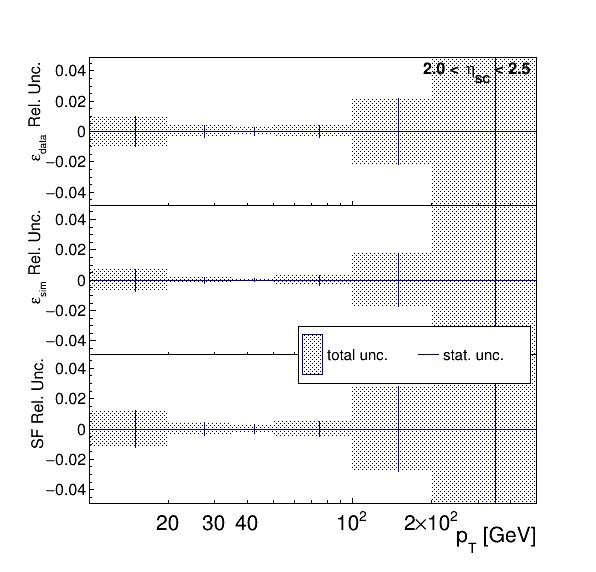 2.0 < η_SC < 2.5
ε_data Rel. Unc.
0.04
0.02
0
−0.02
−0.04
ε_sim Rel. Unc.
0.04
0.02
0
−0.02
−0.04
total unc. stat. unc.
SF Rel. Unc.
0.04
0.02
0
−0.02
−0.04
20 30 40 10² 2×10²
p_T [GeV]